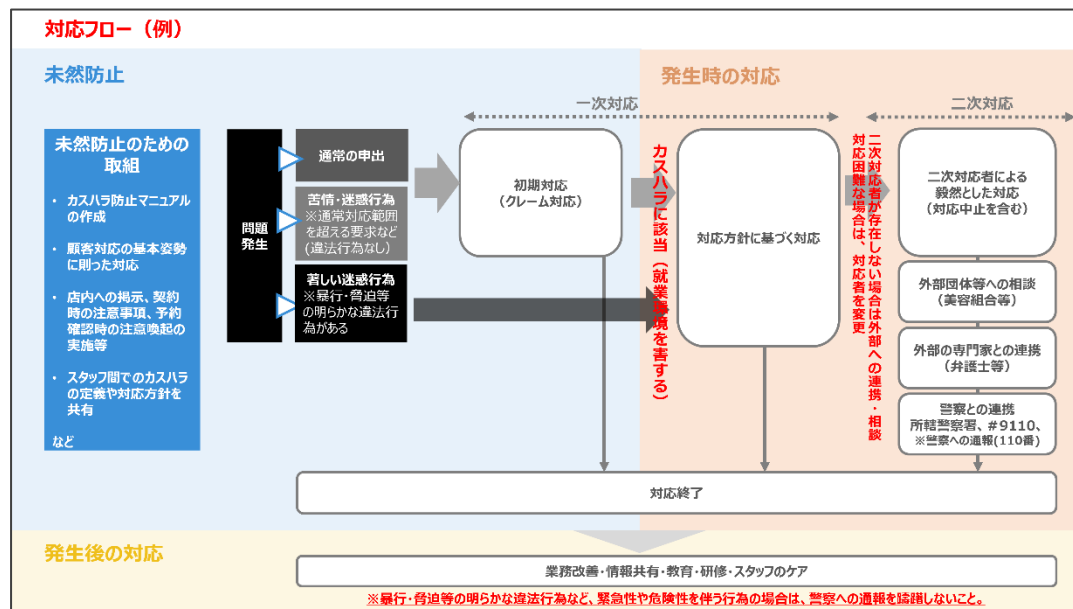 対応フロー（例）
未然防止
発生時の対応
一次対応
二次対応
未然防止のための
取組
・ カスハラ防止マニュアル
の作成
・ 顧客対応の基本姿勢
に則った対応
・ 店内への掲示、契約
時の注意事項、予約
確認時の注意喚起の
実施等
・ スタッフ間でのカスハラ
の定義や対応方針を
共有
など
問題
発生
通常の申出
苦情・迷惑行為
※通常対応範囲
を超える要求など
(違法行為なし)
著しい迷惑行為
※暴行・脅迫等
の明らかな違法行
為がある
初期対応
（クレーム対応）
カスハラに該当（就業環境を害する）
対応方針に基づく対応
二次対応者が存在しない場合は外部への連携・相談
対応困難な場合は、対応者を変更
二次対応者による
毅然とした対応
（対応中止を含む）
外部団体等への相談
（美容組合等）
外部の専門家との連携
（弁護士等）
警察との連携
所轄警察署、#9110、
※警察への通報(110番)
対応終了
発生後の対応
業務改善・情報共有・教育・研修・スタッフのケア
※暴行・脅迫等の明らかな違法行為など、緊急性や危険性を伴う行為の場合は、警察への通報を躊躇しないこと。